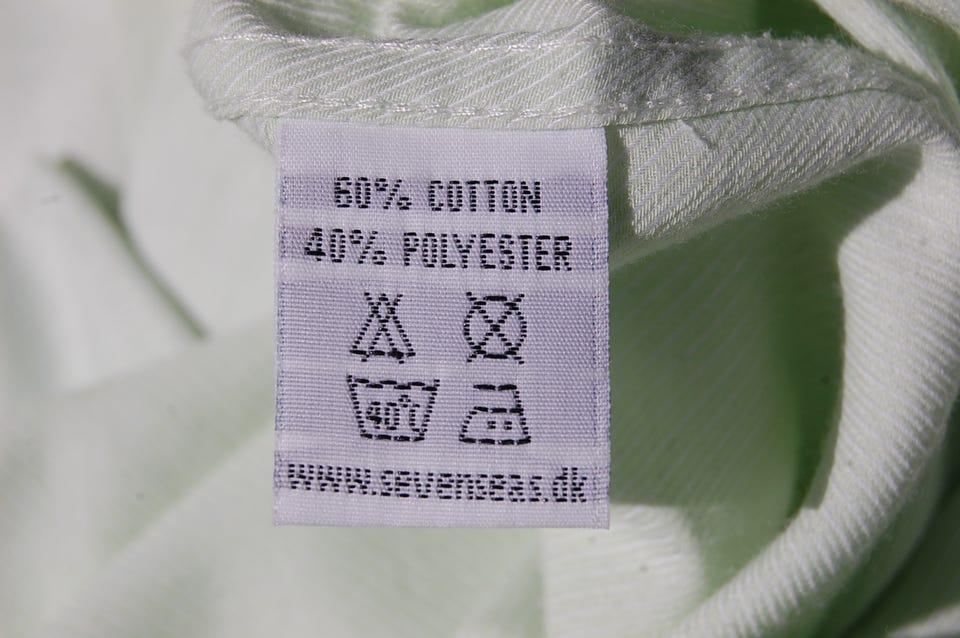 60% COTTON
40% POLYESTER
40°C
www.sevenseas.dk